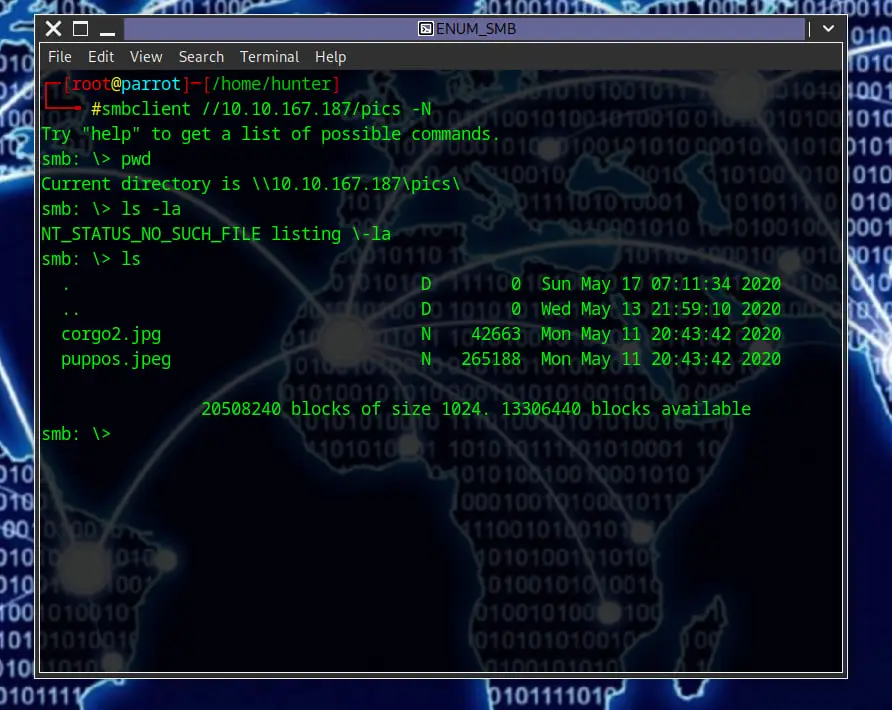 ENUM_SMB
File Edit View Search Terminal Help
[root@parrot]─[/home/hunter]
#smbclient //10.10.167.187/pics -N
Try "help" to get a list of possible commands.
smb: \> pwd
Current directory is \\10.10.167.187\pics\
smb: \> ls -la
NT_STATUS_NO_SUCH_FILE listing \-la
smb: \> ls
. D 0 Sun May 17 07:11:34 2020
.. D 0 Wed May 13 21:59:10 2020
corgo2.jpg N 42663 Mon May 11 20:43:42 2020
puppos.jpeg N 265188 Mon May 11 20:43:42 2020
20508240 blocks of size 1024. 13306440 blocks available
smb: \>